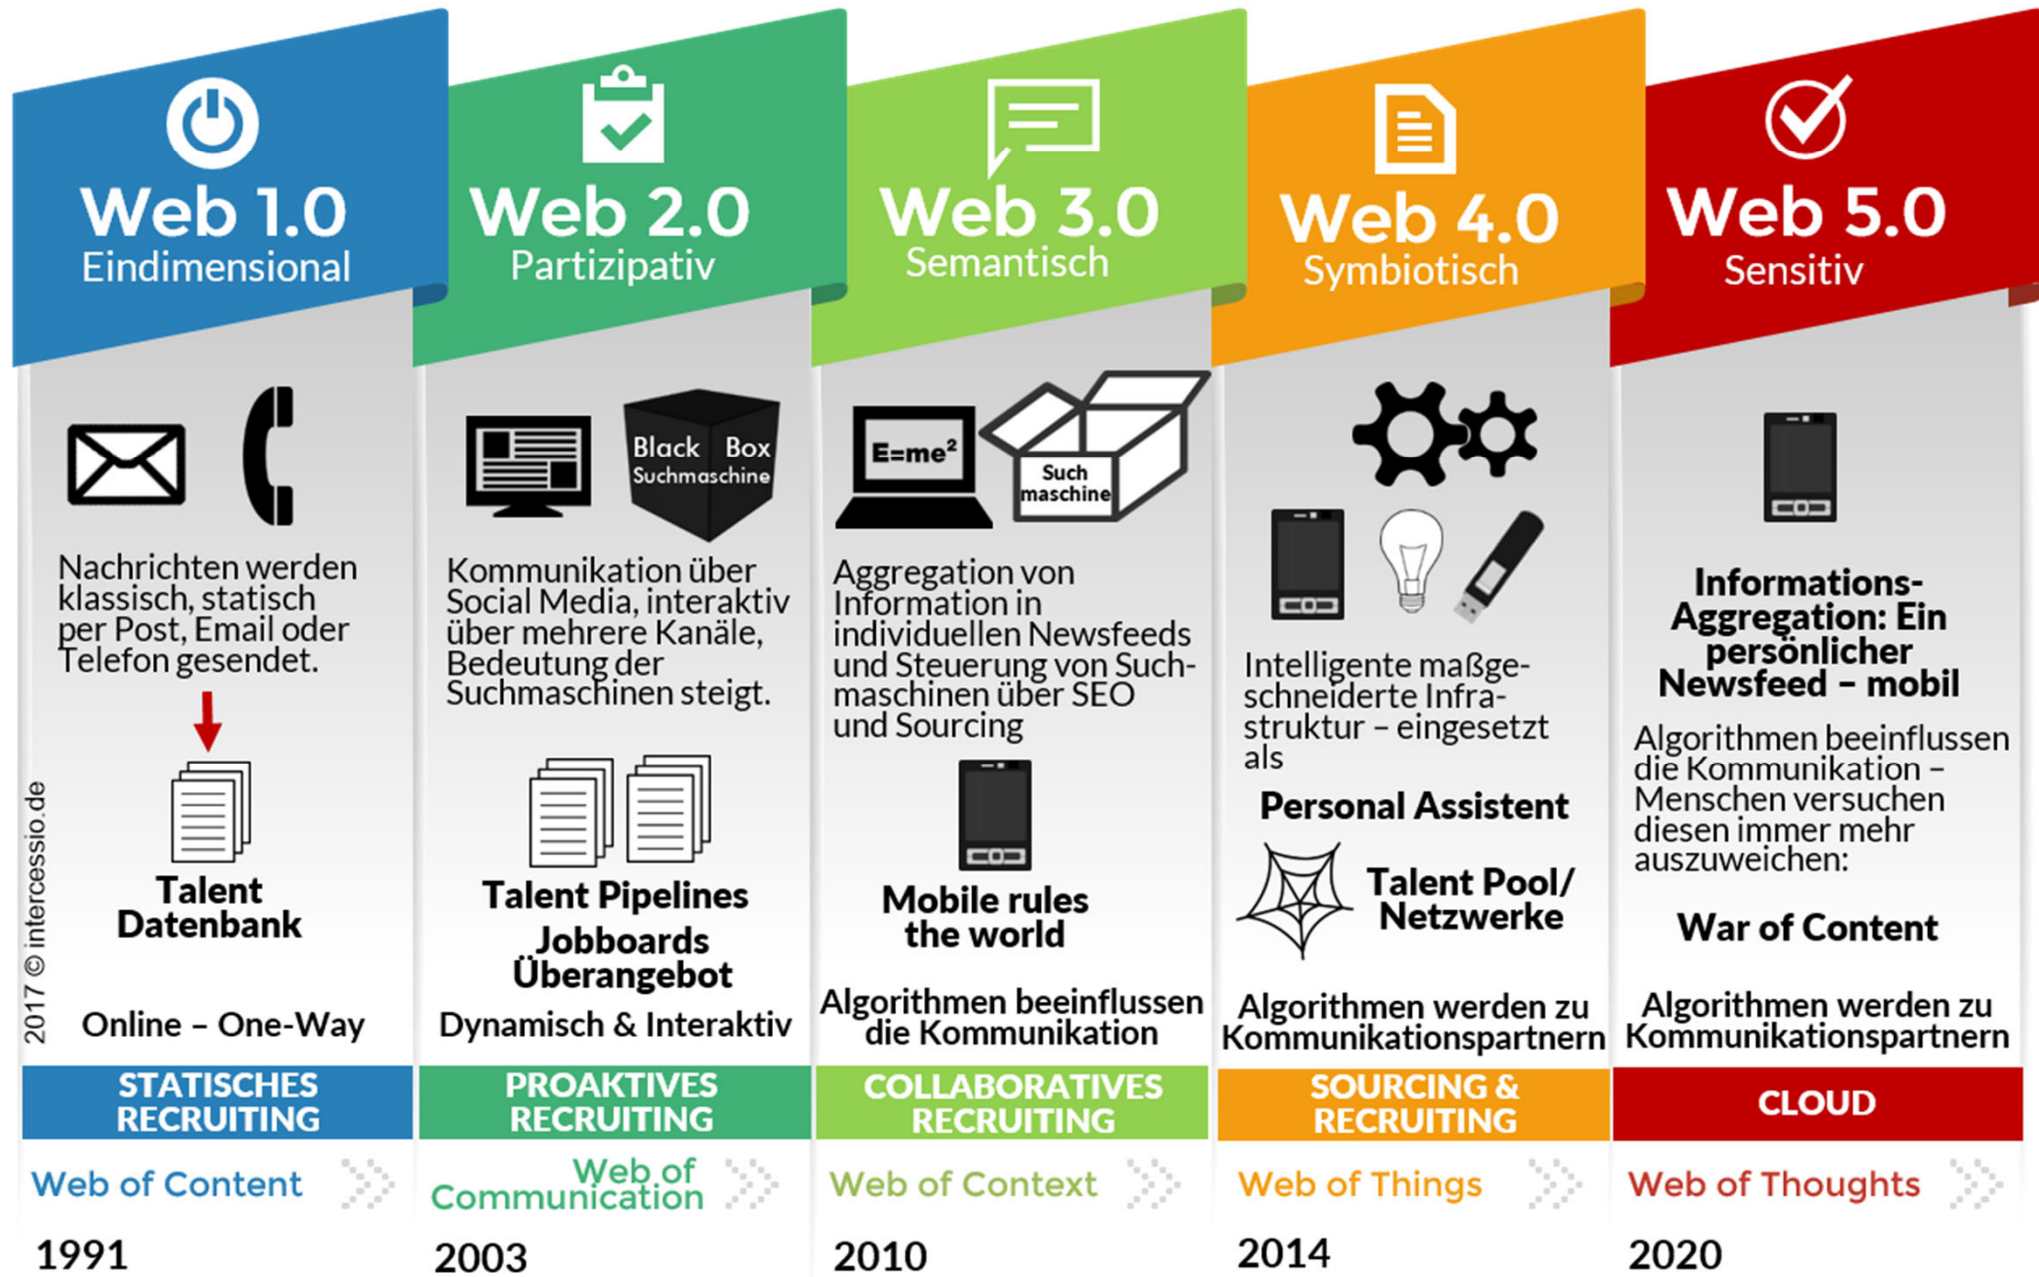 Web 1.0
Eindimensional
Nachrichten werden
klassisch, statisch
per Post, Email oder
Telefon gesendet.
Talent
Datenbank
Online – One-Way
STATISCHES
RECRUITING
Web of Content
1991
Web 2.0
Partizipativ
Black Box
Suchmaschine
Kommunikation über
Social Media, interaktiv
über mehrere Kanäle,
Bedeutung der
Suchmaschinen steigt.
Talent Pipelines
Jobboards
Überangebot
Dynamisch & Interaktiv
PROAKTIVES
RECRUITING
Web of
Communication
2003
Web 3.0
Semantisch
E=me²
Such
maschine
Aggregation von
Information in
individuellen Newsfeeds
und Steuerung von Such-
maschinen über SEO
und Sourcing
Mobile rules
the world
Algorithmen beeinflussen
die Kommunikation
COLLABORATIVES
RECRUITING
Web of Context
2010
Web 4.0
Symbiotisch
Intelligente maßge-
schneiderte Infra-
struktur – eingesetzt
als
Personal Assistent
Talent Pool/
Netzwerke
Algorithmen werden zu
Kommunikationspartnern
SOURCING &
RECRUITING
Web of Things
2014
Web 5.0
Sensitiv
Informations-
Aggregation: Ein
persönlicher
Newsfeed – mobil
Algorithmen beeinflussen
die Kommunikation –
Menschen versuchen
diesen immer mehr
auszuweichen:
War of Content
Algorithmen werden zu
Kommunikationspartnern
CLOUD
Web of Thoughts
2020
2017 © intercessio.de